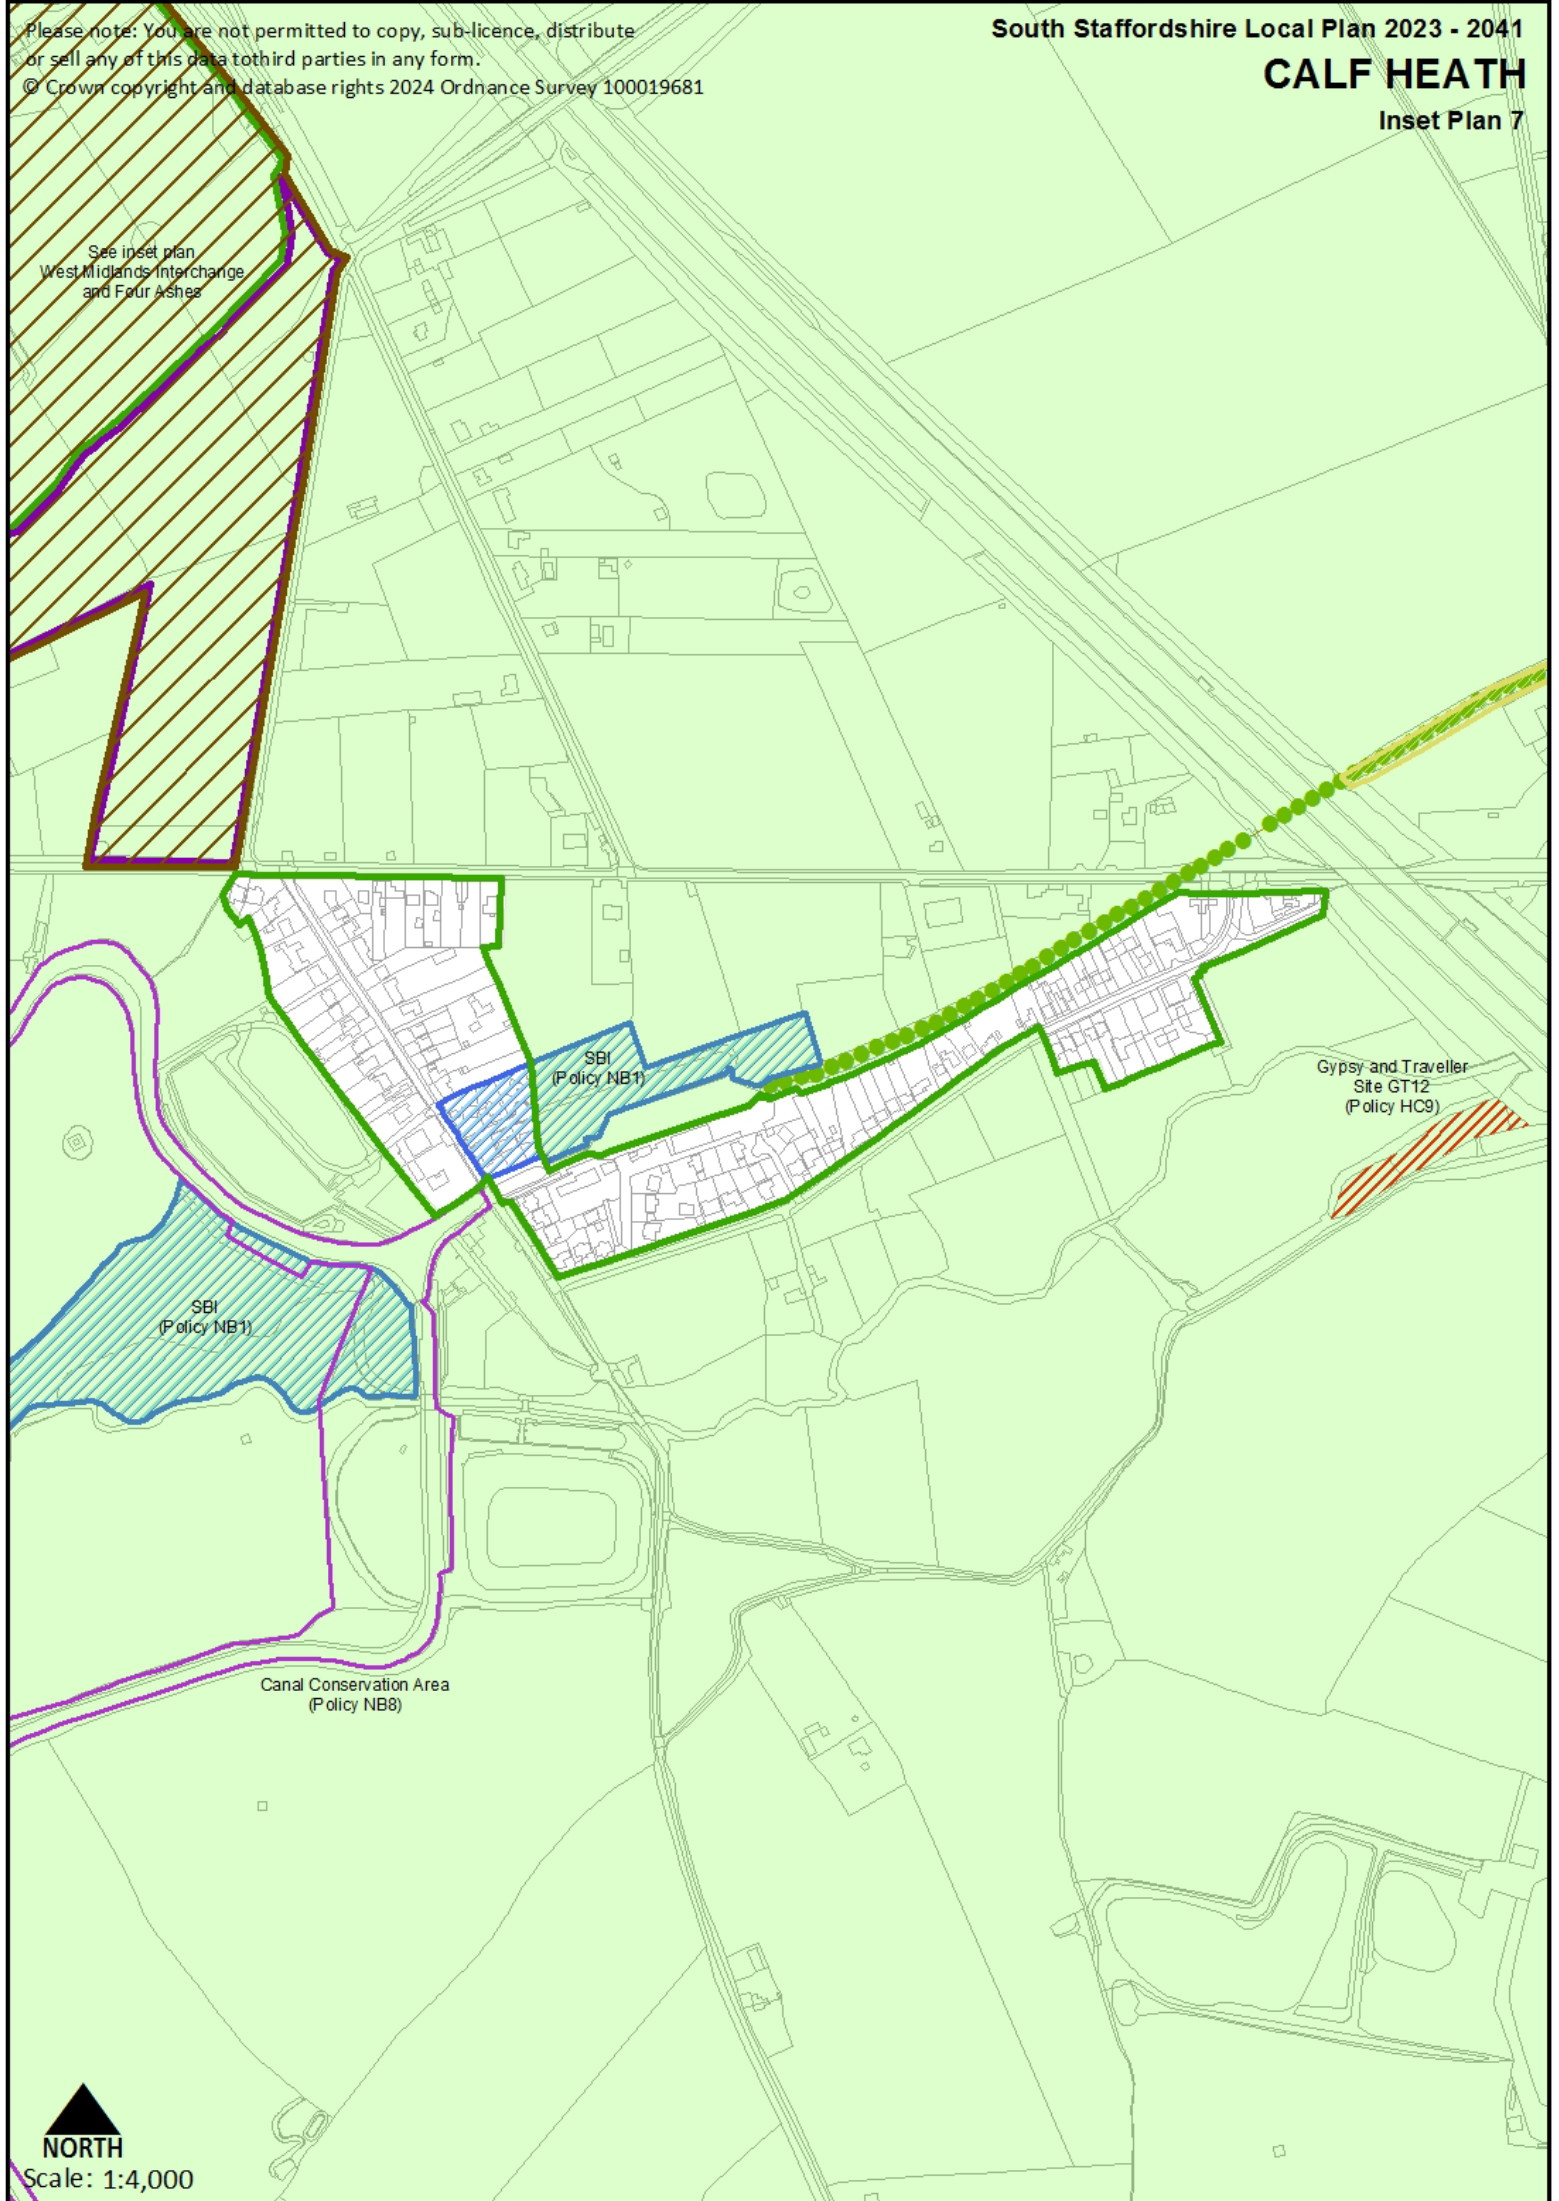 Please note: You are not permitted to copy, sub-licence, distribute
or sell any of this data tothird parties in any form.
© Crown copyright and database rights 2024 Ordnance Survey 100019681
South Staffordshire Local Plan 2023 - 2041
CALF HEATH
Inset Plan 7
See inset plan
West Midlands Interchange
and Four Ashes
SBI
(Policy NB1)
Gypsy and Traveller
Site GT12
(Policy HC9)
SBI
(Policy NB1)
Canal Conservation Area
(Policy NB8)
NORTH
Scale: 1:4,000